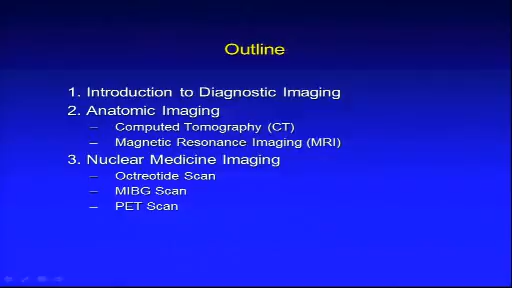 Outline
1. Introduction to Diagnostic Imaging
2. Anatomic Imaging
– Computed Tomography (CT)
– Magnetic Resonance Imaging (MRI)
3. Nuclear Medicine Imaging
– Octreotide Scan
– MIBG Scan
– PET Scan